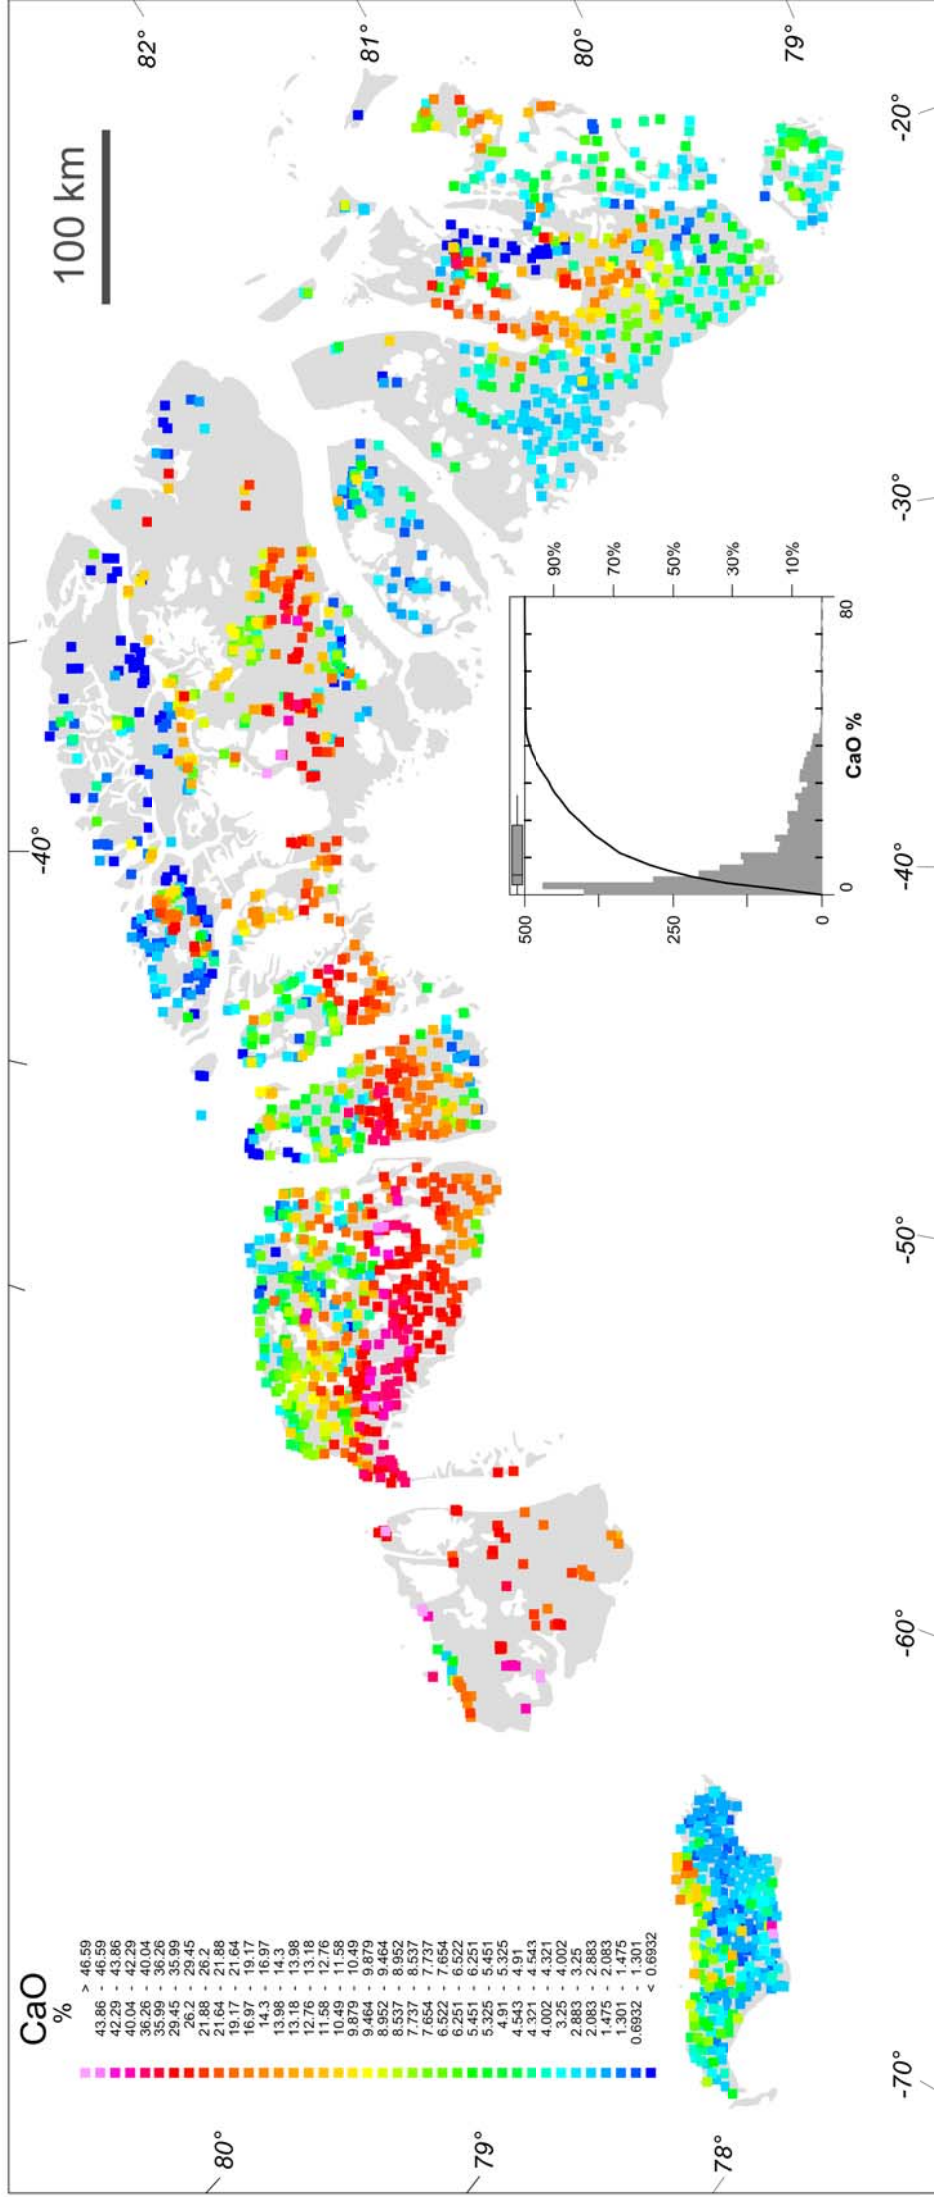 CaO
%
> 46.59
43.86 - 46.59
42.29 - 43.86
40.04 - 42.29
36.26 - 40.04
35.99 - 36.26
29.45 - 35.99
26.2 - 29.45
21.88 - 26.2
21.64 - 21.88
19.17 - 21.64
16.97 - 19.17
14.3 - 16.97
13.98 - 14.3
13.18 - 13.98
12.76 - 13.18
11.58 - 12.76
10.49 - 11.58
9.879 - 10.49
9.464 - 9.879
8.952 - 9.464
8.537 - 8.952
7.737 - 8.537
7.654 - 7.737
6.522 - 7.654
6.251 - 6.522
5.451 - 6.251
5.325 - 5.451
4.91 - 5.325
4.543 - 4.91
4.321 - 4.543
4.002 - 4.321
3.25 - 4.002
2.883 - 3.25
2.083 - 2.883
1.475 - 2.083
1.301 - 1.475
0.6932 - 1.301
< 0.6932
-40°
100 km
82°
81°
80°
79°
80°
79°
78°
500
250
0
90%
70%
50%
30%
10%
0
80
CaO %
-70°
-60°
-50°
-40°
-30°
-20°